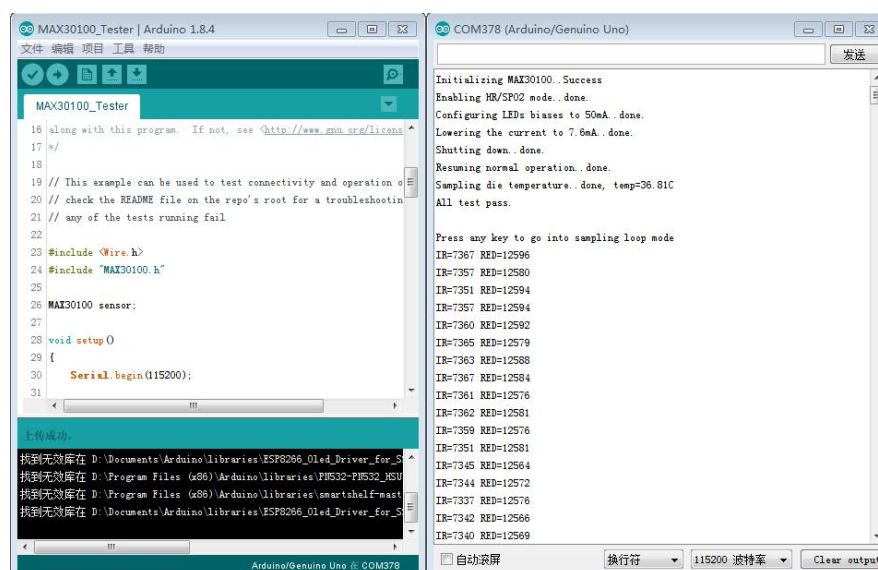 MAX30100_Tester | Arduino 1.8.4
文件 编辑 项目 工具 帮助
MAX30100_Tester
16 along with this program. If not, see <http://www.gnu.org/licens
17 */
18
19 // This example can be used to test connectivity and operation o
20 // check the README file on the repo's root for a troubleshootin
21 // any of the tests running fail
22
23 #include <Wire.h>
24 #include "MAX30100.h"
25
26 MAX30100 sensor;
27
28 void setup()
29 {
30 Serial.begin(115200);
31
上传成功。
找到无效库在 D:\Documents\Arduino\libraries\ESP8266_Oled_Driver_for_S
找到无效库在 D:\Program Files (x86)\Arduino\libraries\PN532-PN532_HSU
找到无效库在 D:\Program Files (x86)\Arduino\libraries\smartshelf-mast
找到无效库在 D:\Documents\Arduino\libraries\ESP8266_Oled_Driver_for_S
Arduino/Genuino Uno 在 COM378
COM378 (Arduino/Genuino Uno)
发送
Initializing MAX30100..Success
Enabling HR/SPO2 mode..done.
Configuring LEDs biases to 50mA..done.
Lowering the current to 7.6mA..done.
Shutting down..done.
Resuming normal operation..done.
Sampling die temperature..done, temp=36.81C
All test pass.
Press any key to go into sampling loop mode
IR=7367 RED=12596
IR=7357 RED=12580
IR=7351 RED=12594
IR=7357 RED=12594
IR=7360 RED=12592
IR=7365 RED=12579
IR=7363 RED=12588
IR=7367 RED=12584
IR=7361 RED=12576
IR=7362 RED=12581
IR=7359 RED=12576
IR=7351 RED=12581
IR=7345 RED=12564
IR=7344 RED=12572
IR=7337 RED=12576
IR=7342 RED=12566
IR=7340 RED=12569
自动滚屏
换行符
115200 波特率
Clear output